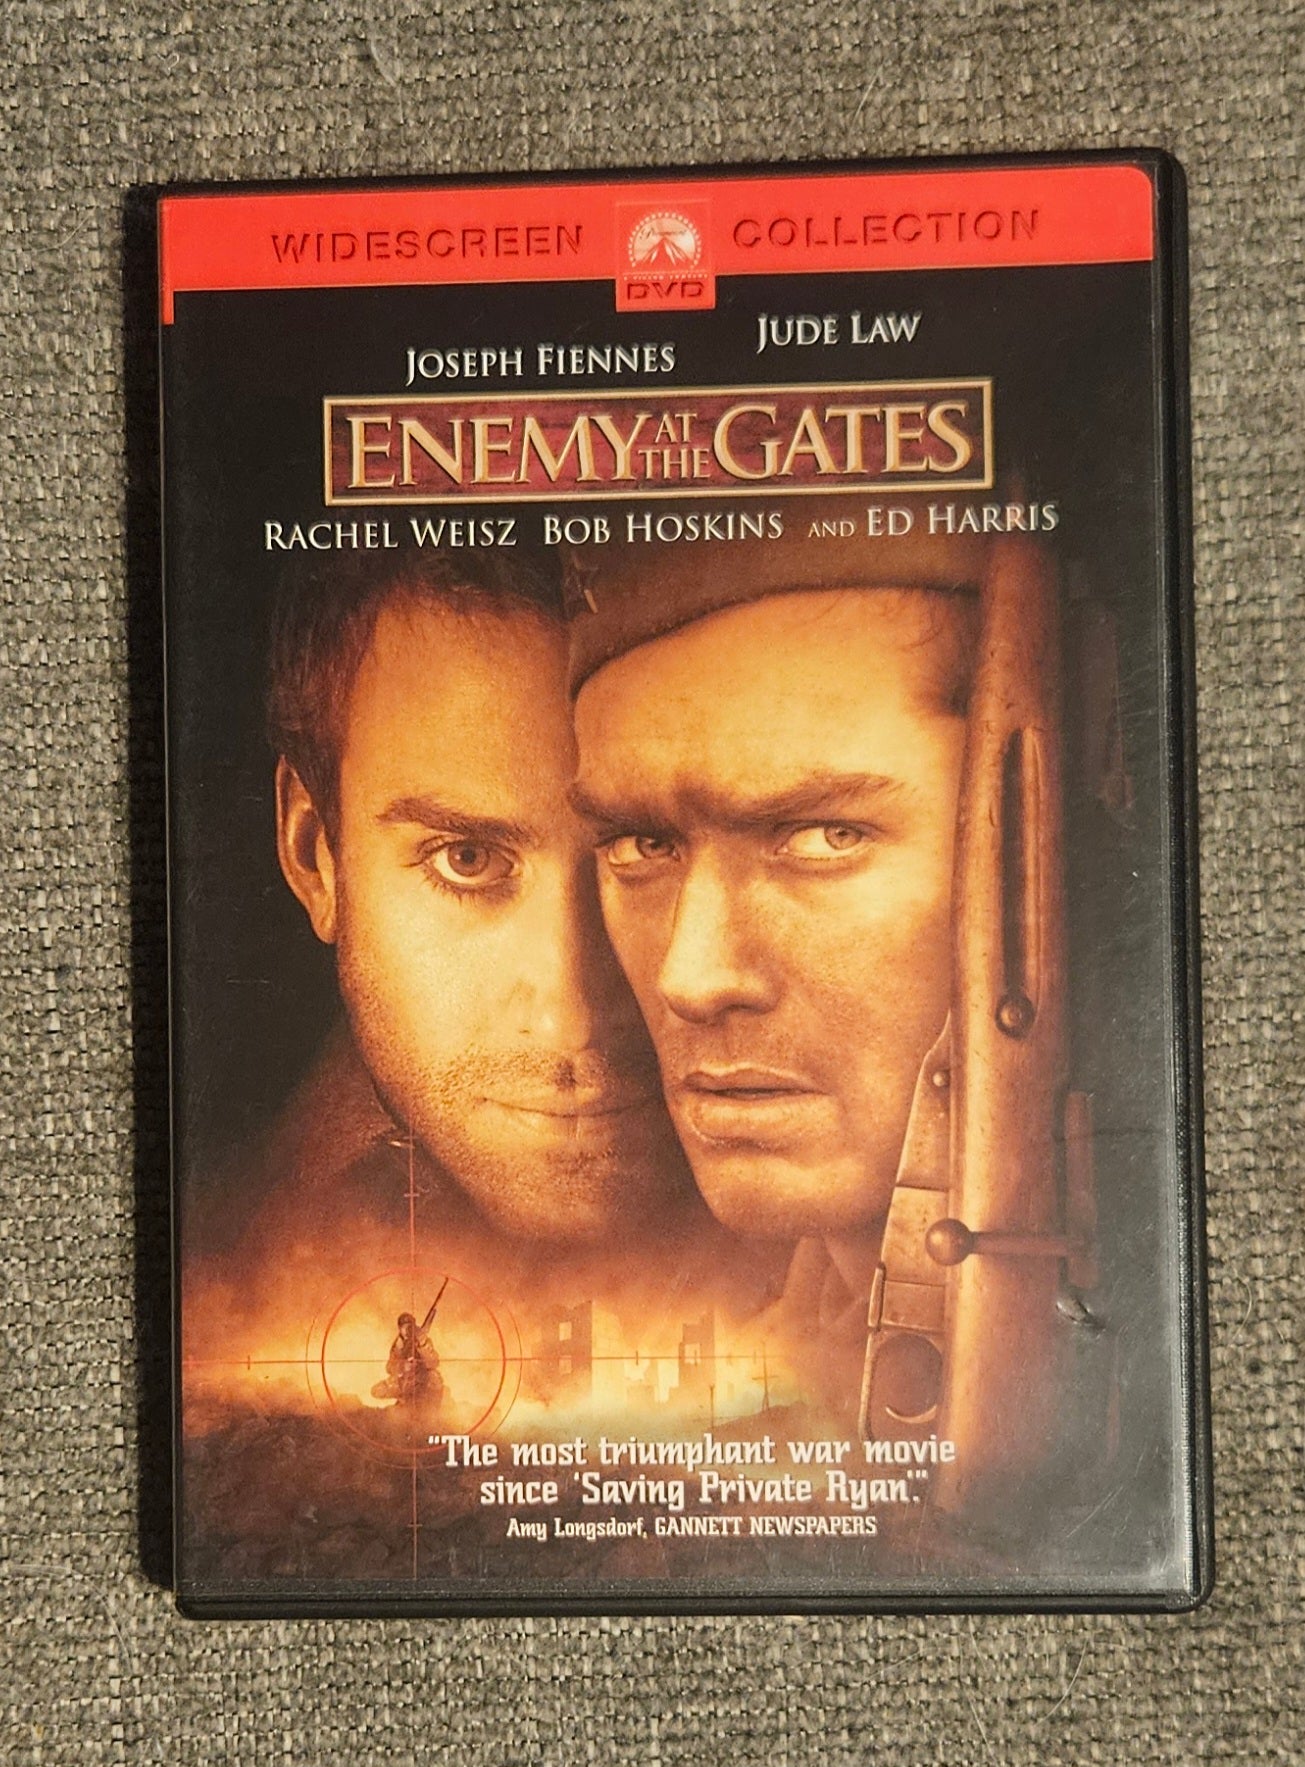 WIDESCREEN COLLECTION
Paramount
DVD
JOSEPH FIENNES JUDE LAW
ENEMY AT THE GATES
RACHEL WEISZ BOB HOSKINS AND ED HARRIS
"The most triumphant war movie
since 'Saving Private Ryan'."
Amy Longsdorf, GANNETT NEWSPAPERS